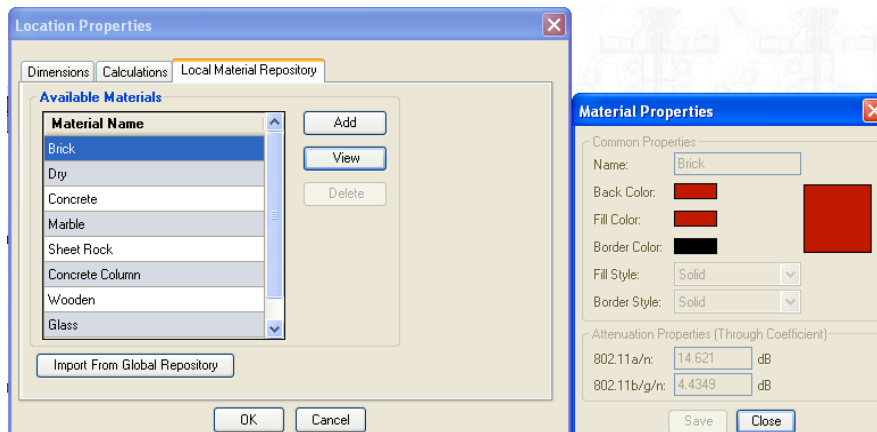 Location Properties
Dimensions Calculations Local Material Repository
Available Materials
Material Name
Brick
Dry
Concrete
Marble
Sheet Rock
Concrete Column
Wooden
Glass
Add
View
Delete
Import From Global Repository
OK Cancel
Material Properties
Common Properties
Name: Brick
Back Color:
Fill Color:
Border Color:
Fill Style: Solid
Border Style: Solid
Attenuation Properties (Through Coefficient)
802.11a/n: 14.621 dB
802.11b/g/n: 4.4349 dB
Save Close